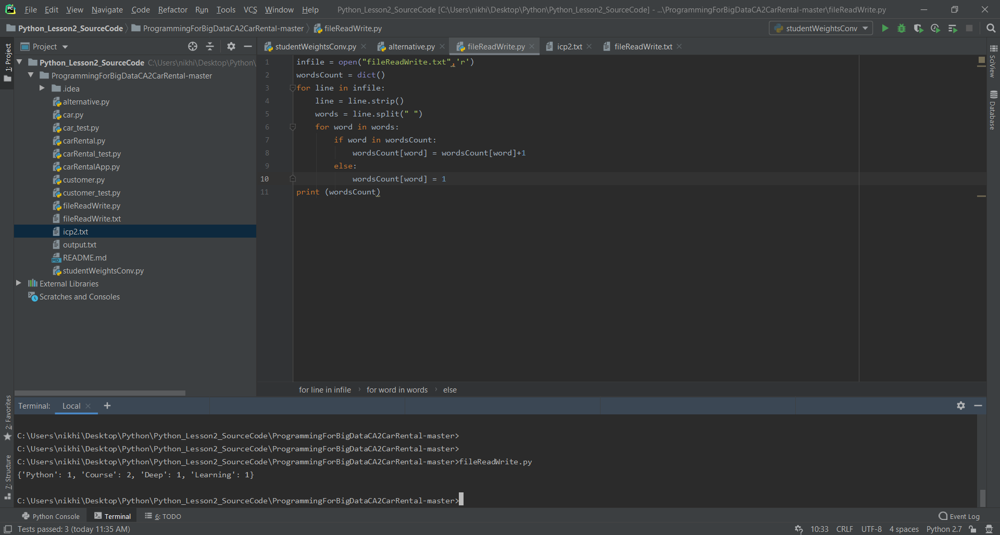 PC File Edit View Navigate Code Refactor Run Tools VCS Window Help Python_Lesson2_SourceCode [C:\Users\nikhi\Desktop\Python\Python_Lesson2_SourceCode] - ...\ProgrammingForBigDataCA2CarRental-master\fileReadWrite.py
Python_Lesson2_SourceCode ProgrammingForBigDataCA2CarRental-master fileReadWrite.py studentWeightsConv
1: Project
Project
Python_Lesson2_SourceCode C:\Users\nikhi\Desktop\Python\
ProgrammingForBigDataCA2CarRental-master
.idea
alternative.py
car.py
car_test.py
carRental.py
carRental_test.py
carRentalApp.py
customer.py
customer_test.py
fileReadWrite.py
fileReadWrite.txt
icp2.txt
output.txt
MD README.md
studentWeightsConv.py
External Libraries
Scratches and Consoles
studentWeightsConv.py alternative.py fileReadWrite.py icp2.txt fileReadWrite.txt
1 infile = open("fileReadWrite.txt",'r')
2 wordsCount = dict()
3 for line in infile:
4 line = line.strip()
5 words = line.split(" ")
6 for word in words:
7 if word in wordsCount:
8 wordsCount[word] = wordsCount[word]+1
9 else:
10 wordsCount[word] = 1
11 print (wordsCount)
for line in infile for word in words else
SciView
Database
2: Favorites
7: Structure
Terminal: Local +
C:\Users\nikhi\Desktop\Python\Python_Lesson2_SourceCode\ProgrammingForBigDataCA2CarRental-master>
C:\Users\nikhi\Desktop\Python\Python_Lesson2_SourceCode\ProgrammingForBigDataCA2CarRental-master>
C:\Users\nikhi\Desktop\Python\Python_Lesson2_SourceCode\ProgrammingForBigDataCA2CarRental-master>fileReadWrite.py
{'Python': 1, 'Course': 2, 'Deep': 1, 'Learning': 1}
C:\Users\nikhi\Desktop\Python\Python_Lesson2_SourceCode\ProgrammingForBigDataCA2CarRental-master>
Python Console Terminal 6: TODO Event Log
Tests passed: 3 (today 11:35 AM) 10:33 CRLF UTF-8 4 spaces Python 2.7